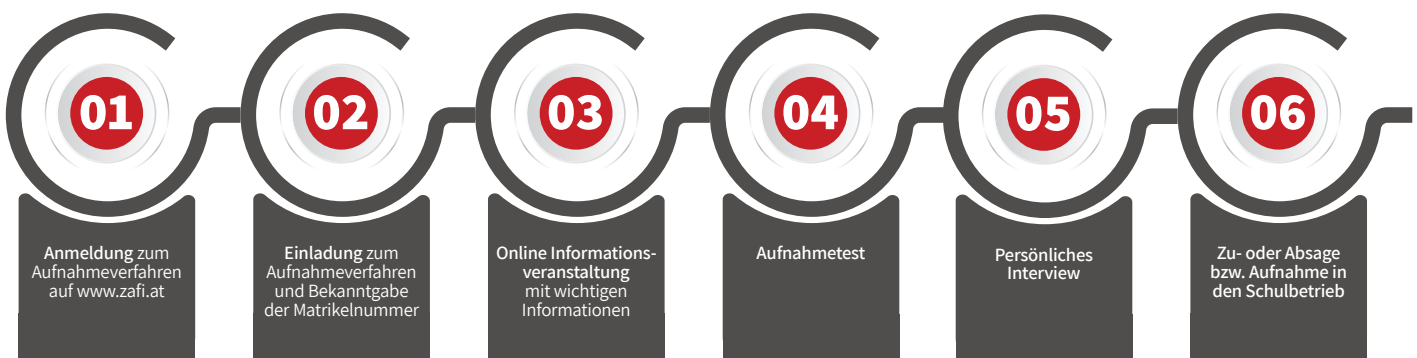 01
Anmeldung zum
Aufnahmeverfahren
auf www.zafi.at
02
Einladung zum
Aufnahmeverfahren
und Bekanntgabe
der Matrikelnummer
03
Online Informations-
veranstaltung
mit wichtigen
Informationen
04
Aufnahmetest
05
Persönliches
Interview
06
Zu- oder Absage
bzw. Aufnahme in
den Schulbetrieb